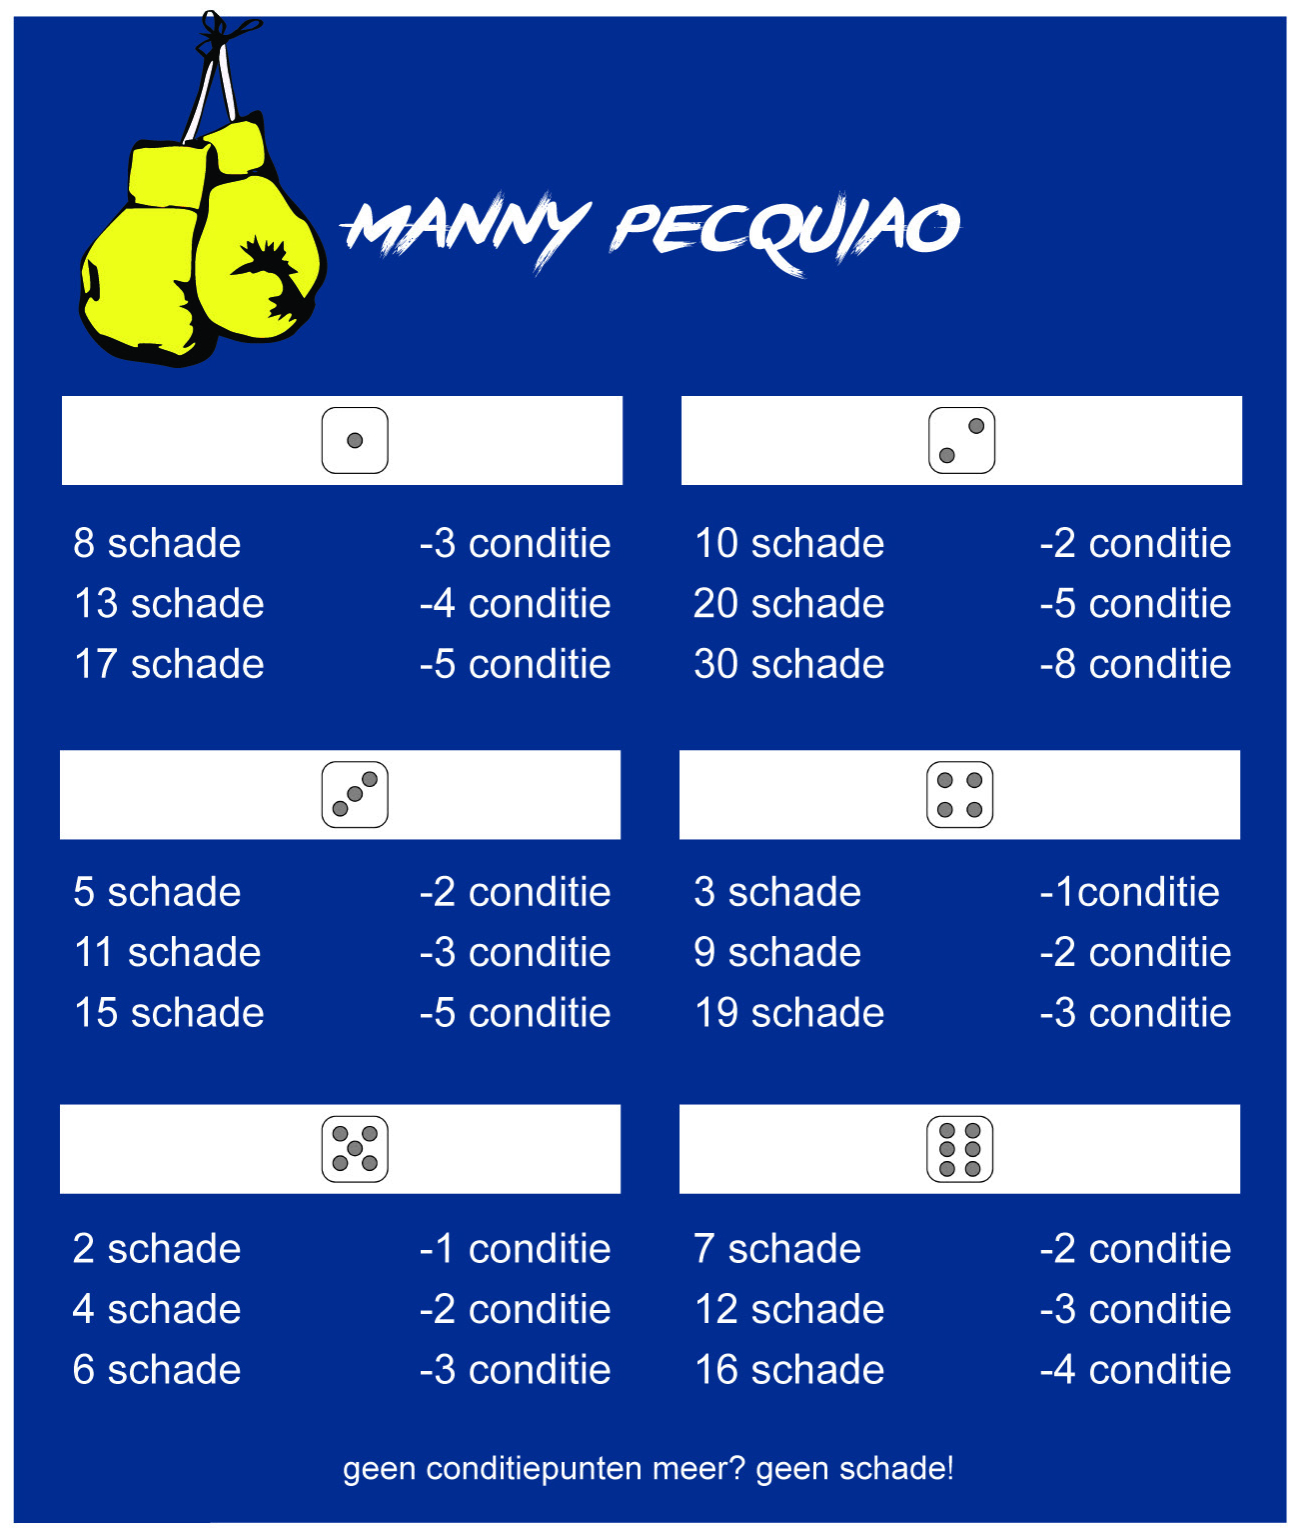 MANNY PECQUIAO
8 schade -3 conditie
13 schade -4 conditie
17 schade -5 conditie
10 schade -2 conditie
20 schade -5 conditie
30 schade -8 conditie
5 schade -2 conditie
11 schade -3 conditie
15 schade -5 conditie
3 schade -1conditie
9 schade -2 conditie
19 schade -3 conditie
2 schade -1 conditie
4 schade -2 conditie
6 schade -3 conditie
7 schade -2 conditie
12 schade -3 conditie
16 schade -4 conditie
geen conditiepunten meer? geen schade!